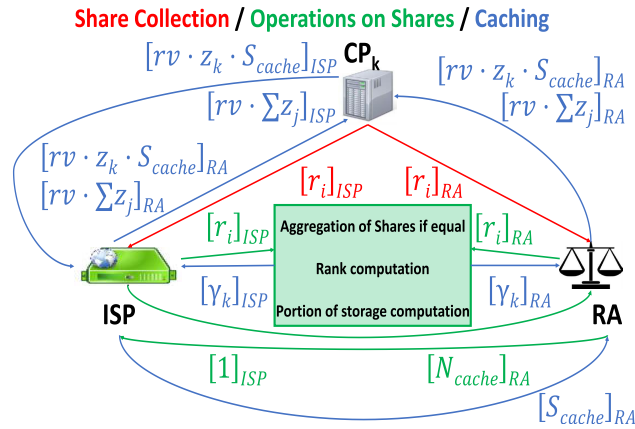 Share Collection / Operations on Shares / Caching
CP_k
[rv · z_k · S_cache]_ISP
[rv · z_k · S_cache]_RA
[rv · ∑z_j]_ISP
[rv · ∑z_j]_RA
[rv · z_k · S_cache]_RA
[rv · ∑z_j]_RA
[r_i]_ISP
[r_i]_RA
[r_i]_ISP
Aggregation of Shares if equal
[r_i]_RA
Rank computation
[γ_k]_ISP
[γ_k]_RA
Portion of storage computation
ISP
RA
[1]_ISP
[N_cache]_RA
[S_cache]_RA